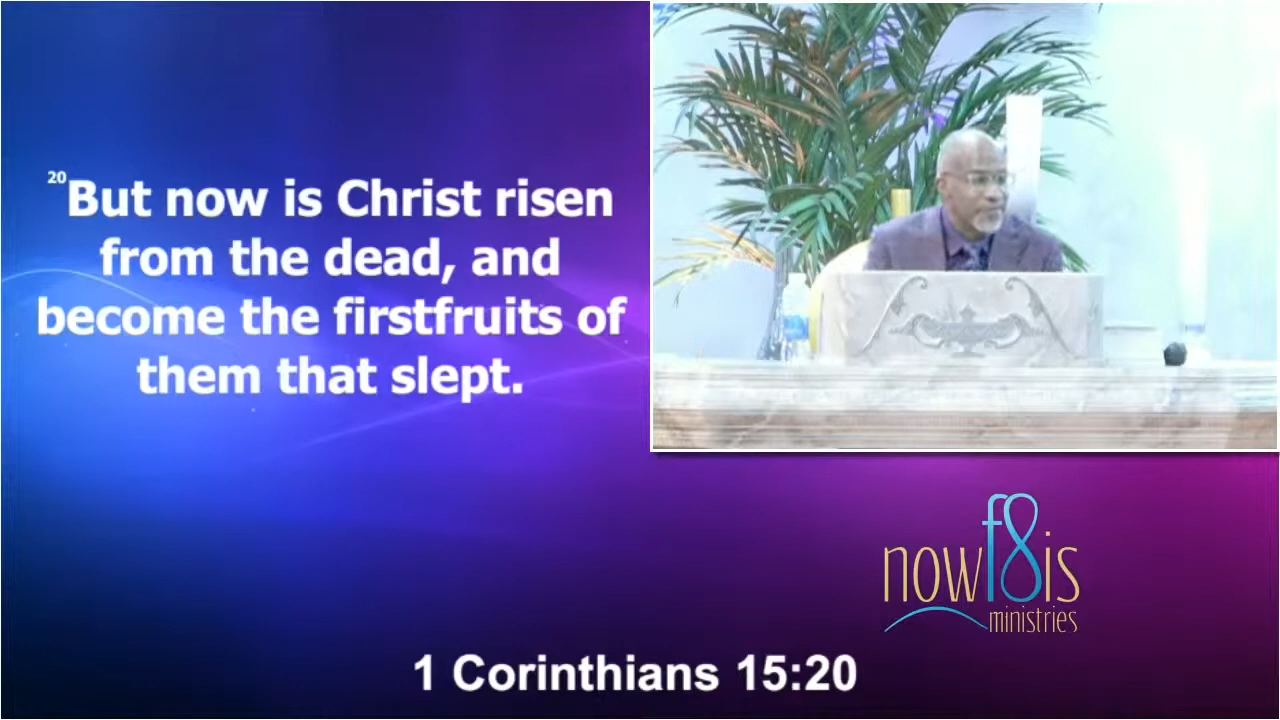 20But now is Christ risen
from the dead, and
become the firstfruits of
them that slept.
nowf8is
ministries
1 Corinthians 15:20